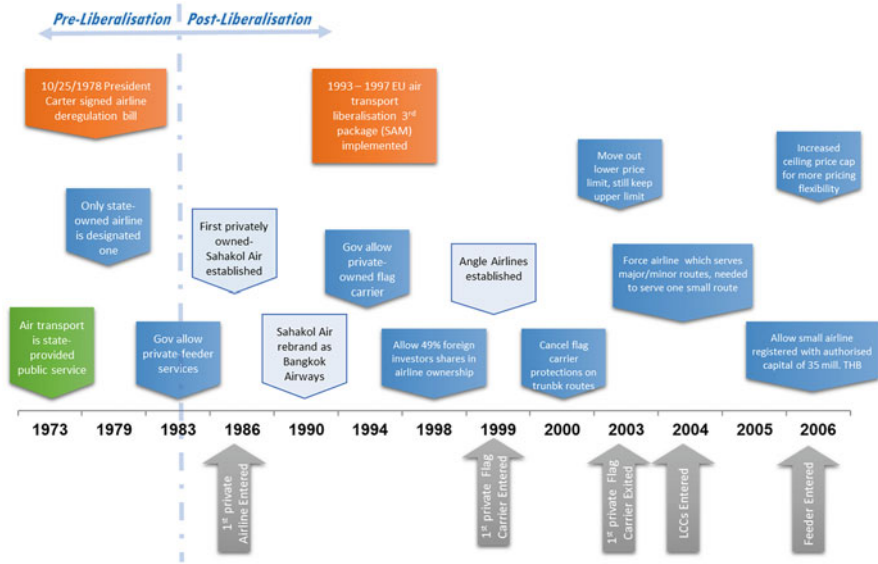 Pre-Liberalisation
Post-Liberalisation
10/25/1978 President
Carter signed airline
deregulation bill
1993 – 1997 EU air
transport
liberalisation 3rd
package (SAM)
implemented
Move out
lower price
limit, still keep
upper limit
Increased
ceiling price cap
for more pricing
flexibility
Only state-
owned airline
is designated
one
First privately
owned-
Sahakol Air
established
Gov allow
private-
owned flag
carrier
Angle Airlines
established
Force airline which serves
major/minor routes, needed
to serve one small route
Air transport
is state-
provided
public service
Gov allow
private-feeder
services
Sahakol Air
rebrand as
Bangkok
Airways
Allow 49% foreign
investors shares in
airline ownership
Cancel flag
carrier
protections on
trunbk routes
Allow small airline
registered with authorised
capital of 35 mill. THB
1973
1979
1983
1986
1990
1994
1998
1999
2000
2003
2004
2005
2006
1st private
Airline Entered
1st private Flag
Carrier Entered
1st private Flag
Carrier Exited
LCCs Entered
Feeder Entered